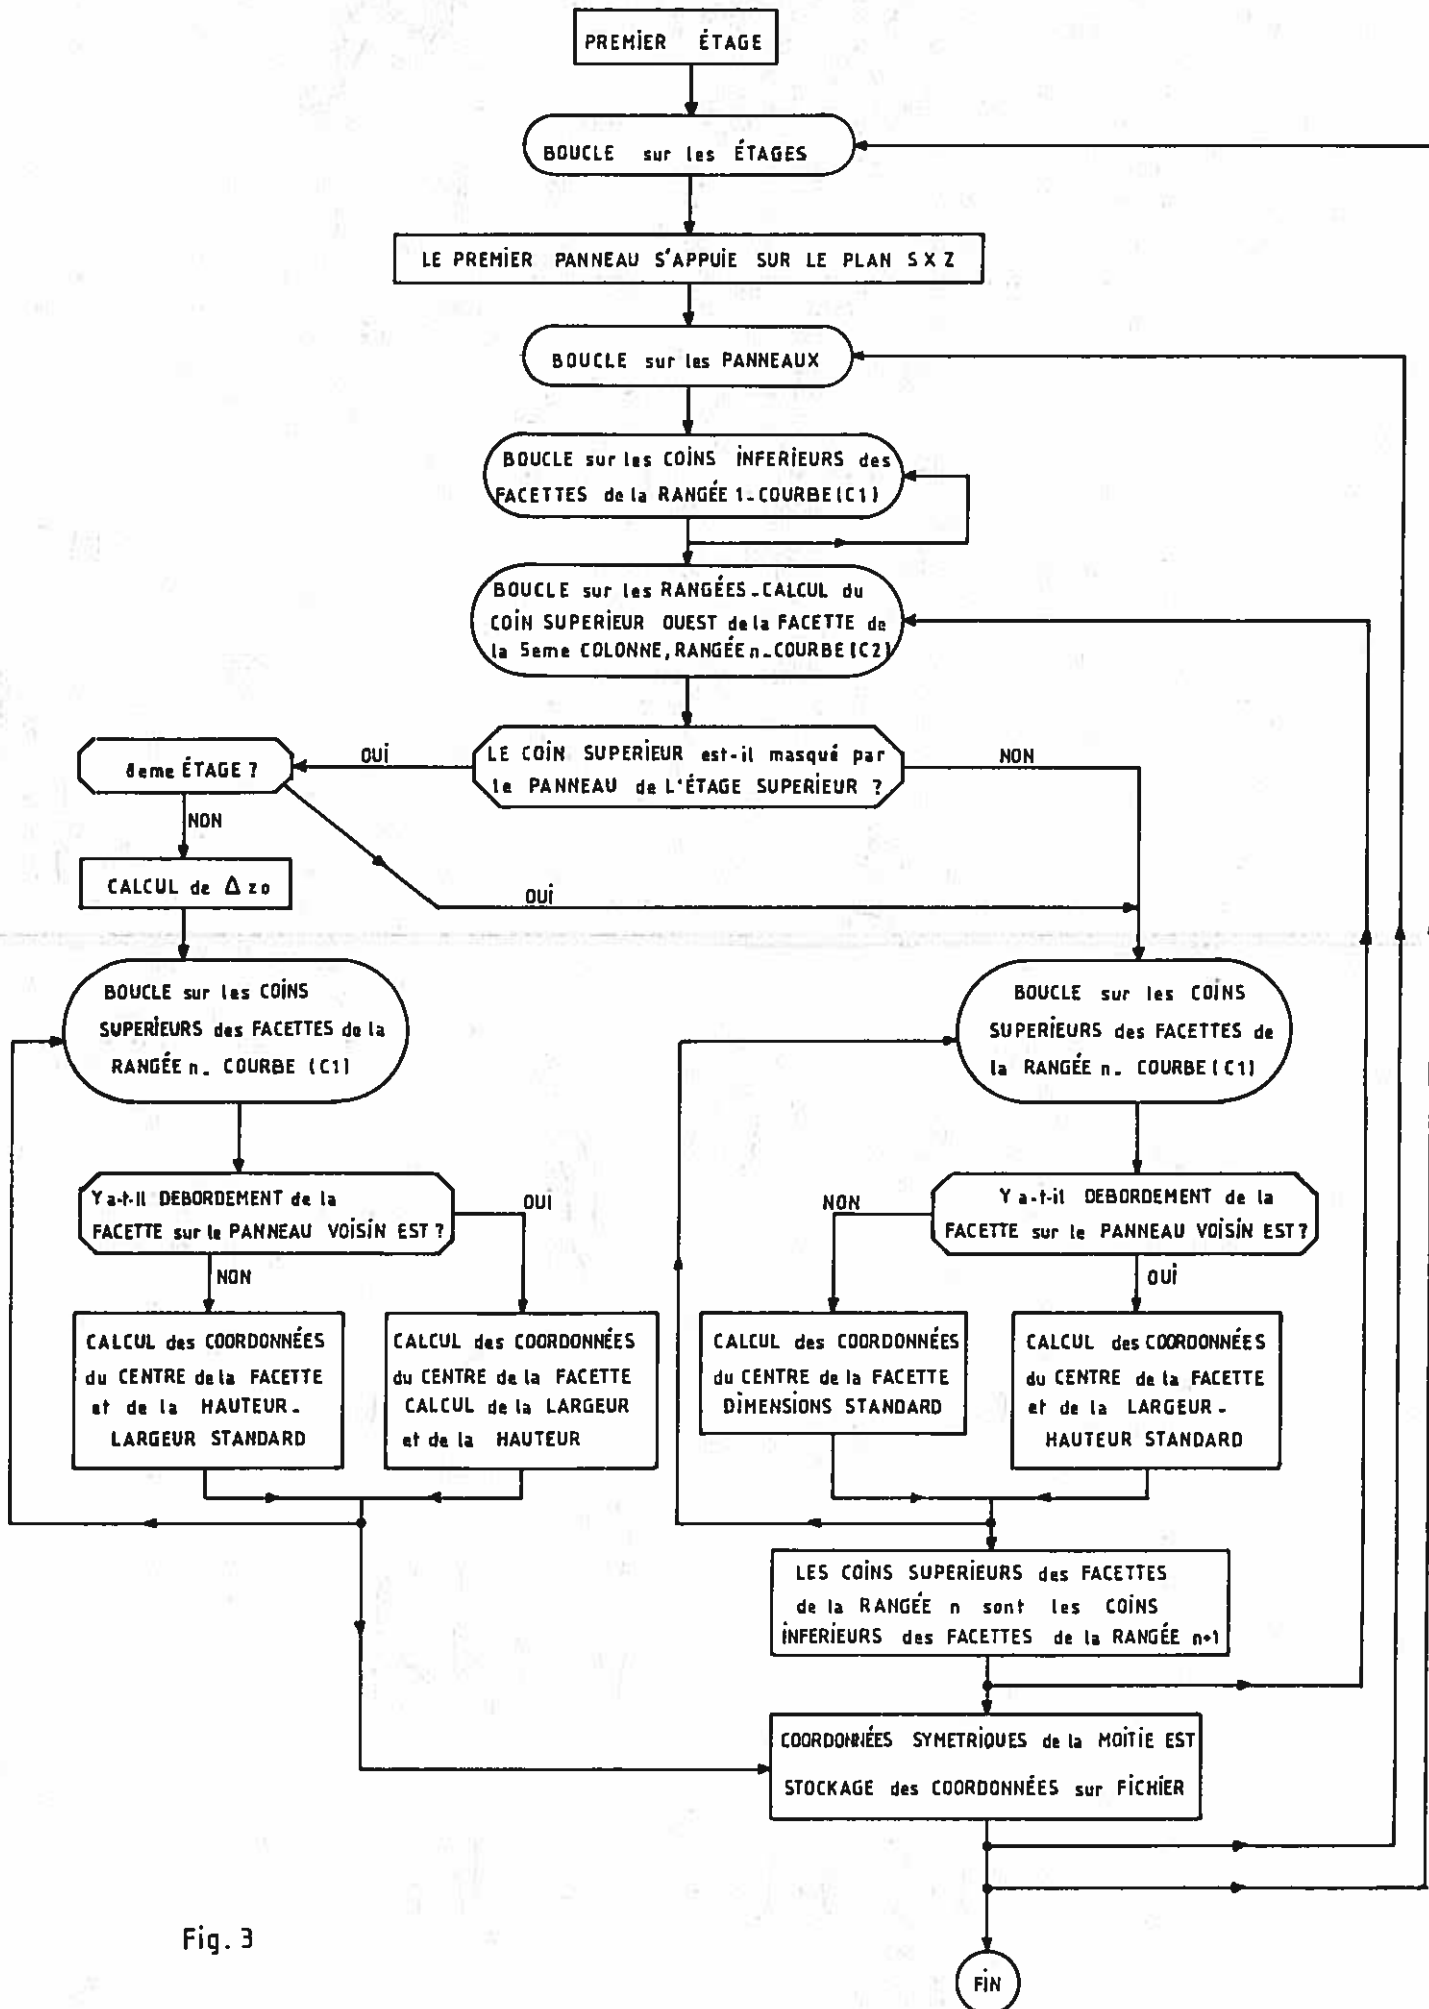 PREMIER ÉTAGE
BOUCLE sur les ÉTAGES
LE PREMIER PANNEAU S'APPUIE SUR LE PLAN S X Z
BOUCLE sur les PANNEAUX
BOUCLE sur les COINS INFERIEURS des
FACETTES de la RANGÉE 1-COURBE (C1)
BOUCLE sur les RANGÉES-CALCUL du
COIN SUPERIEUR OUEST de la FACETTE de
la 5eme COLONNE, RANGÉE n-COURBE (C2)
LE COIN SUPERIEUR est-il masqué par
le PANNEAU de L'ÉTAGE SUPERIEUR ?
OUI
NON
8eme ÉTAGE ?
NON
OUI
CALCUL de Δ zo
BOUCLE sur les COINS
SUPERIEURS des FACETTES de la
RANGÉE n- COURBE (C1)
BOUCLE sur les COINS
SUPERIEURS des FACETTES de
la RANGÉE n- COURBE (C1)
Y a-t-il DEBORDEMENT de la
FACETTE sur le PANNEAU VOISIN EST ?
OUI
NON
Y a-t-il DEBORDEMENT de la
FACETTE sur le PANNEAU VOISIN EST ?
NON
OUI
CALCUL des COORDONNÉES
du CENTRE de la FACETTE
et de la HAUTEUR-
LARGEUR STANDARD
CALCUL des COORDONNÉES
du CENTRE de la FACETTE
CALCUL de la LARGEUR
et de la HAUTEUR
CALCUL des COORDONNÉES
du CENTRE de la FACETTE
DIMENSIONS STANDARD
CALCUL des COORDONNÉES
du CENTRE de la FACETTE
et de la LARGEUR-
HAUTEUR STANDARD
LES COINS SUPERIEURS des FACETTES
de la RANGÉE n sont les COINS
INFERIEURS des FACETTES de la RANGÉE n+1
COORDONNÉES SYMETRIQUES de la MOITIE EST
STOCKAGE des COORDONNÉES sur FICHIER
Fig. 3
FIN